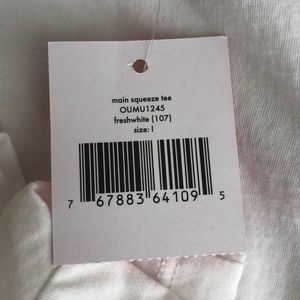 main squeeze tee
OUMU1245
freshwhite (107)
size: l
7 67883 64109 5